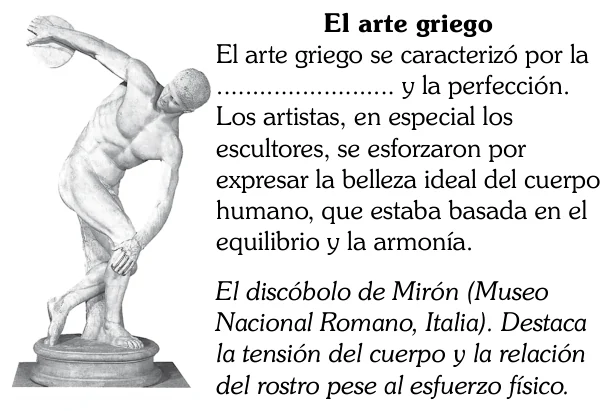 El arte griego
El arte griego se caracterizó por la
......................... y la perfección.
Los artistas, en especial los
escultores, se esforzaron por
expresar la belleza ideal del cuerpo
humano, que estaba basada en el
equilibrio y la armonía.
El discóbolo de Mirón (Museo
Nacional Romano, Italia). Destaca
la tensión del cuerpo y la relación
del rostro pese al esfuerzo físico.